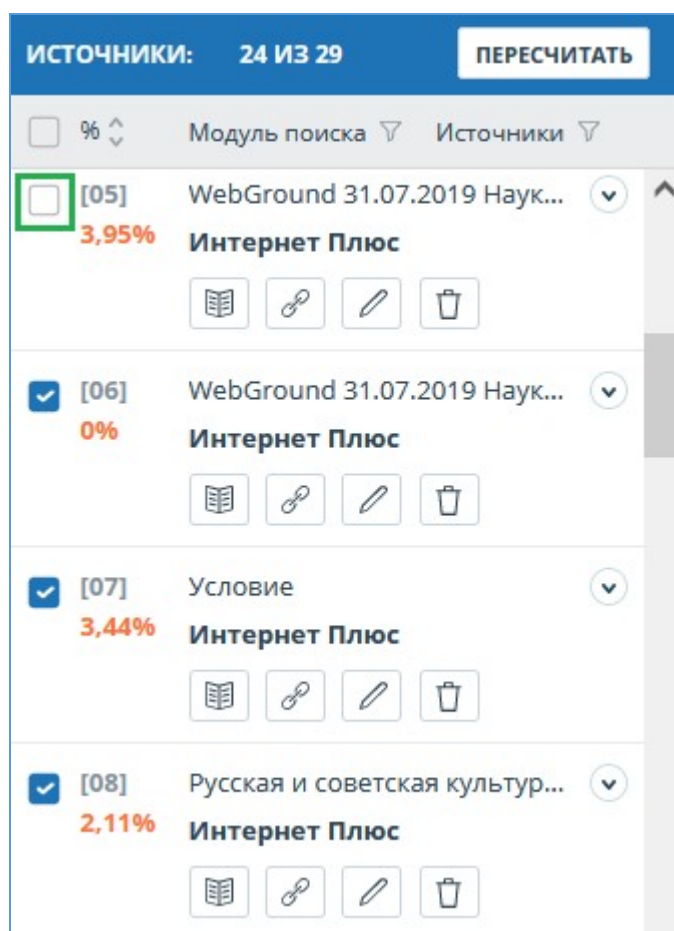 ИСТОЧНИКИ: 24 ИЗ 29 ПЕРЕСЧИТАТЬ
% Модуль поиска Источники
[05] WebGround 31.07.2019 Наук...
3,95% Интернет Плюс
[06] WebGround 31.07.2019 Наук...
0% Интернет Плюс
[07] Условие
3,44% Интернет Плюс
[08] Русская и советская культур...
2,11% Интернет Плюс